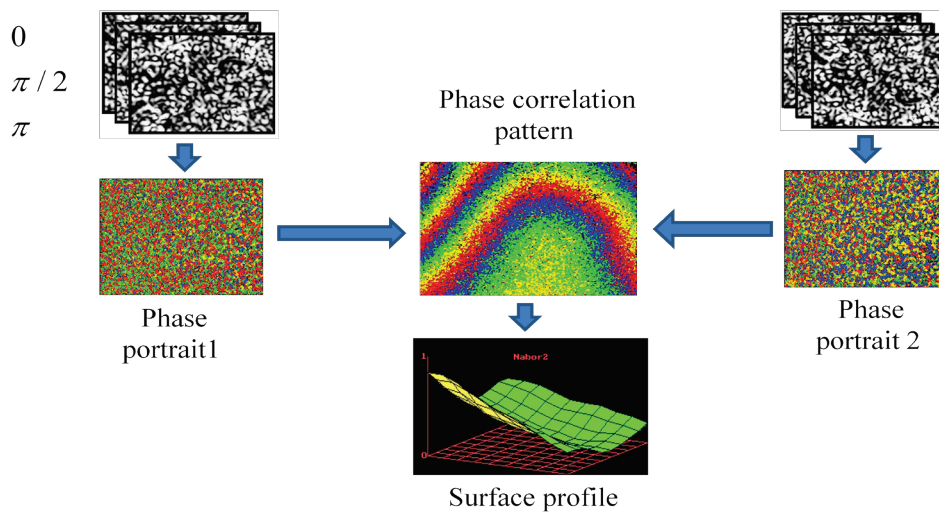 0
π / 2
π
Phase correlation
pattern
Phase
portrait1
Phase
portrait 2
1
Nabor2
0
Surface profile